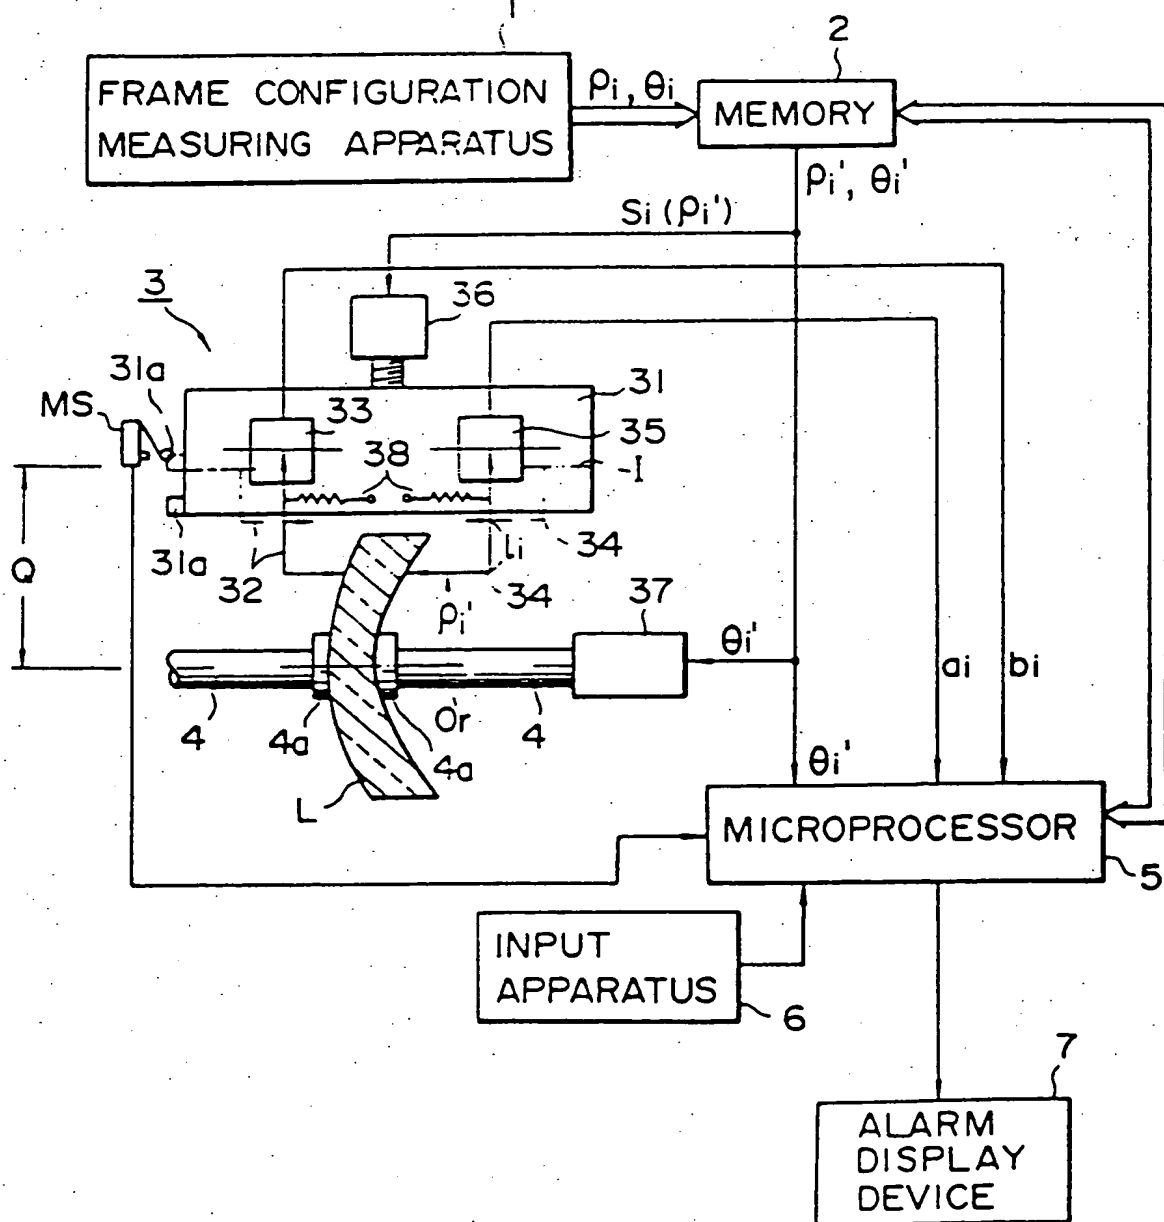 1
2
FRAME CONFIGURATION
MEASURING APPARATUS
ρi, θi
MEMORY
ρi', θi'
Si (ρi')
3
36
31a
MS
33
31
35
38
I
31a
32
li
34
34
Q
ρi'
37
θi'
ai
bi
4
4a
Or
4a
4
L
θi'
MICROPROCESSOR
5
INPUT
APPARATUS
6
7
ALARM
DISPLAY
DEVICE